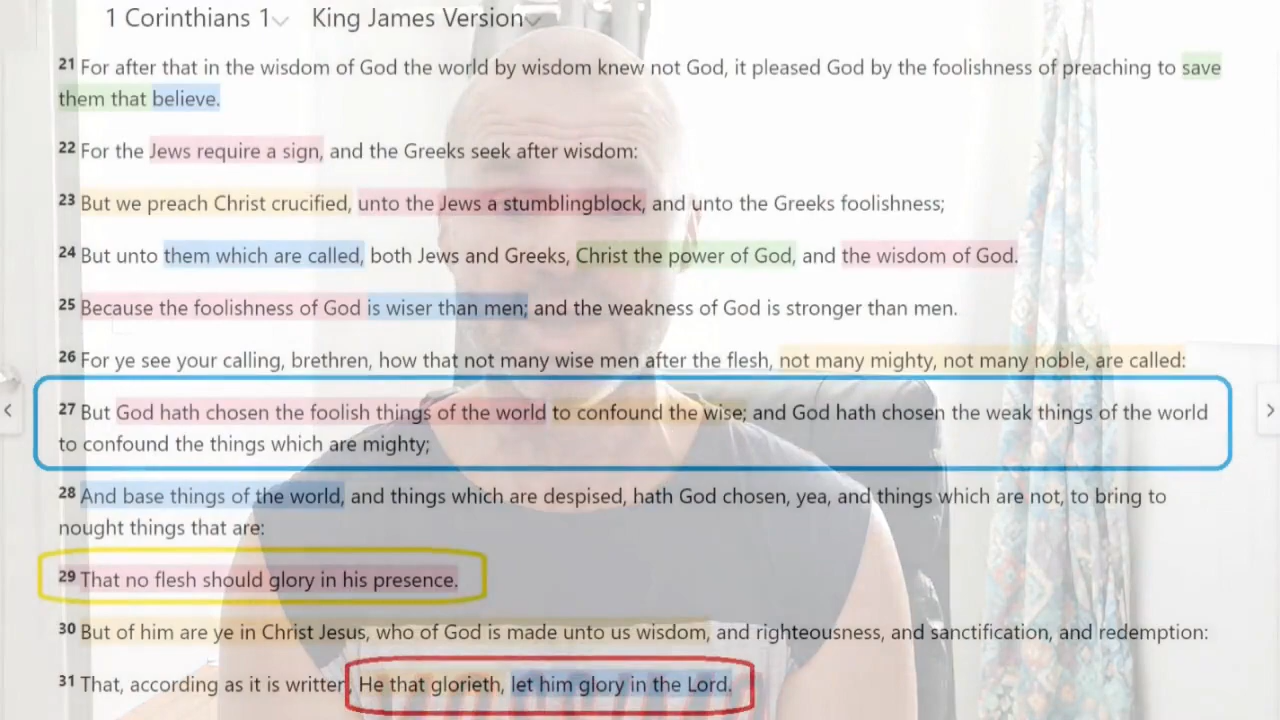 1 Corinthians 1 King James Version
21 For after that in the wisdom of God the world by wisdom knew not God, it pleased God by the foolishness of preaching to save
them that believe.
22 For the Jews require a sign, and the Greeks seek after wisdom:
23 But we preach Christ crucified, unto the Jews a stumblingblock, and unto the Greeks foolishness;
24 But unto them which are called, both Jews and Greeks, Christ the power of God, and the wisdom of God.
25 Because the foolishness of God is wiser than men; and the weakness of God is stronger than men.
26 For ye see your calling, brethren, how that not many wise men after the flesh, not many mighty, not many noble, are called:
27 But God hath chosen the foolish things of the world to confound the wise; and God hath chosen the weak things of the world
to confound the things which are mighty;
28 And base things of the world, and things which are despised, hath God chosen, yea, and things which are not, to bring to
nought things that are:
29 That no flesh should glory in his presence.
30 But of him are ye in Christ Jesus, who of God is made unto us wisdom, and righteousness, and sanctification, and redemption:
31 That, according as it is written, He that glorieth, let him glory in the Lord.